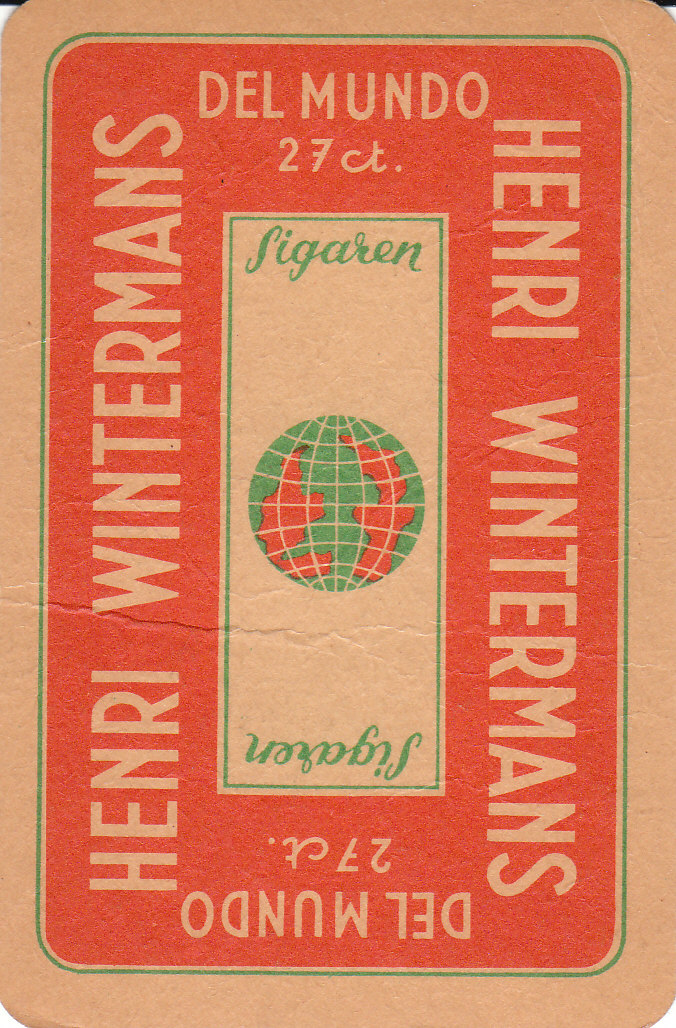 DEL MUNDO
27 ct.
HENRI WINTERMANS
HENRI WINTERMANS
Sigaren
Sigaren
27 ct.
DEL MUNDO